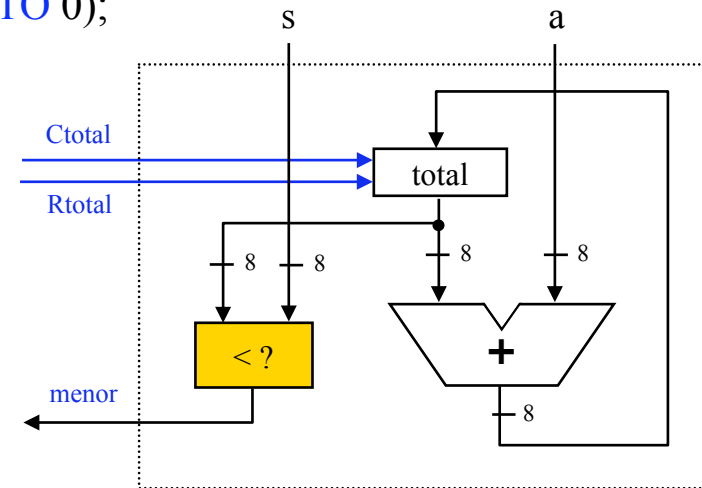 TO 0);
s a
Ctotal
total
Rtotal
8 8 8 8
< ?
+
menor
8